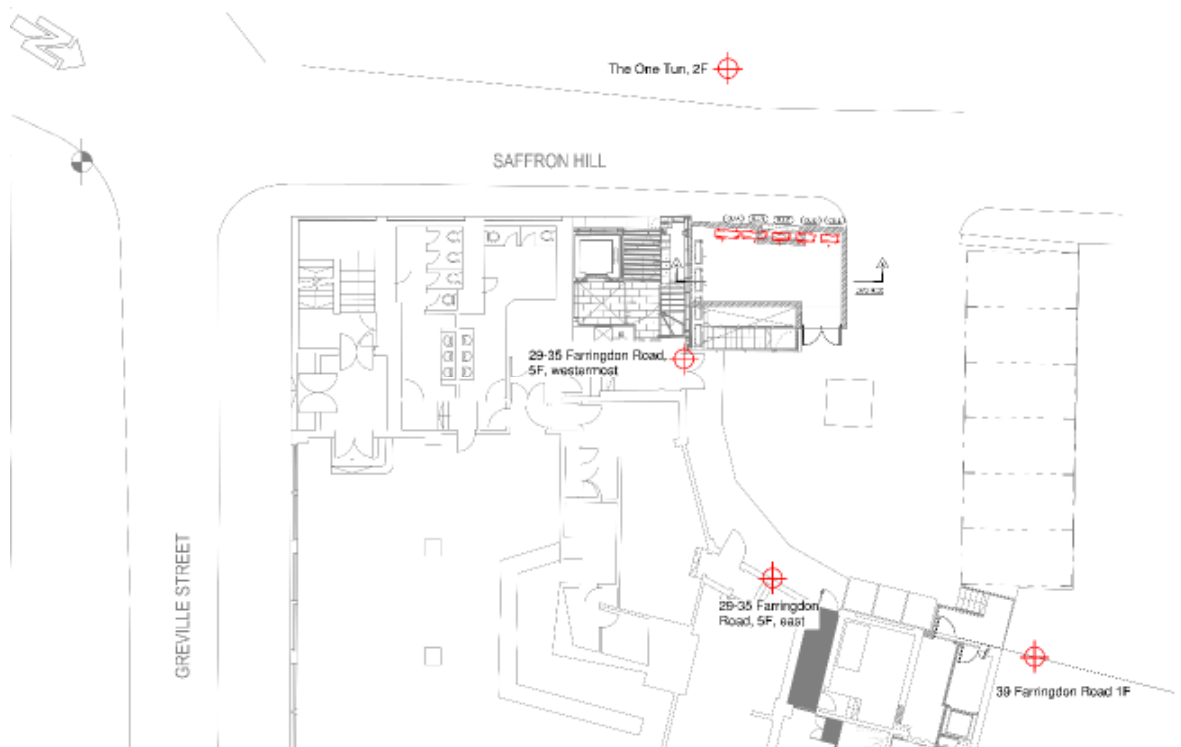 The One Tun, 2F
SAFFRON HILL
29-35 Farringdon Road,
5F, westernmost
GREVILLE STREET
29-35 Farringdon
Road, 5F, east
39 Farringdon Road 1F